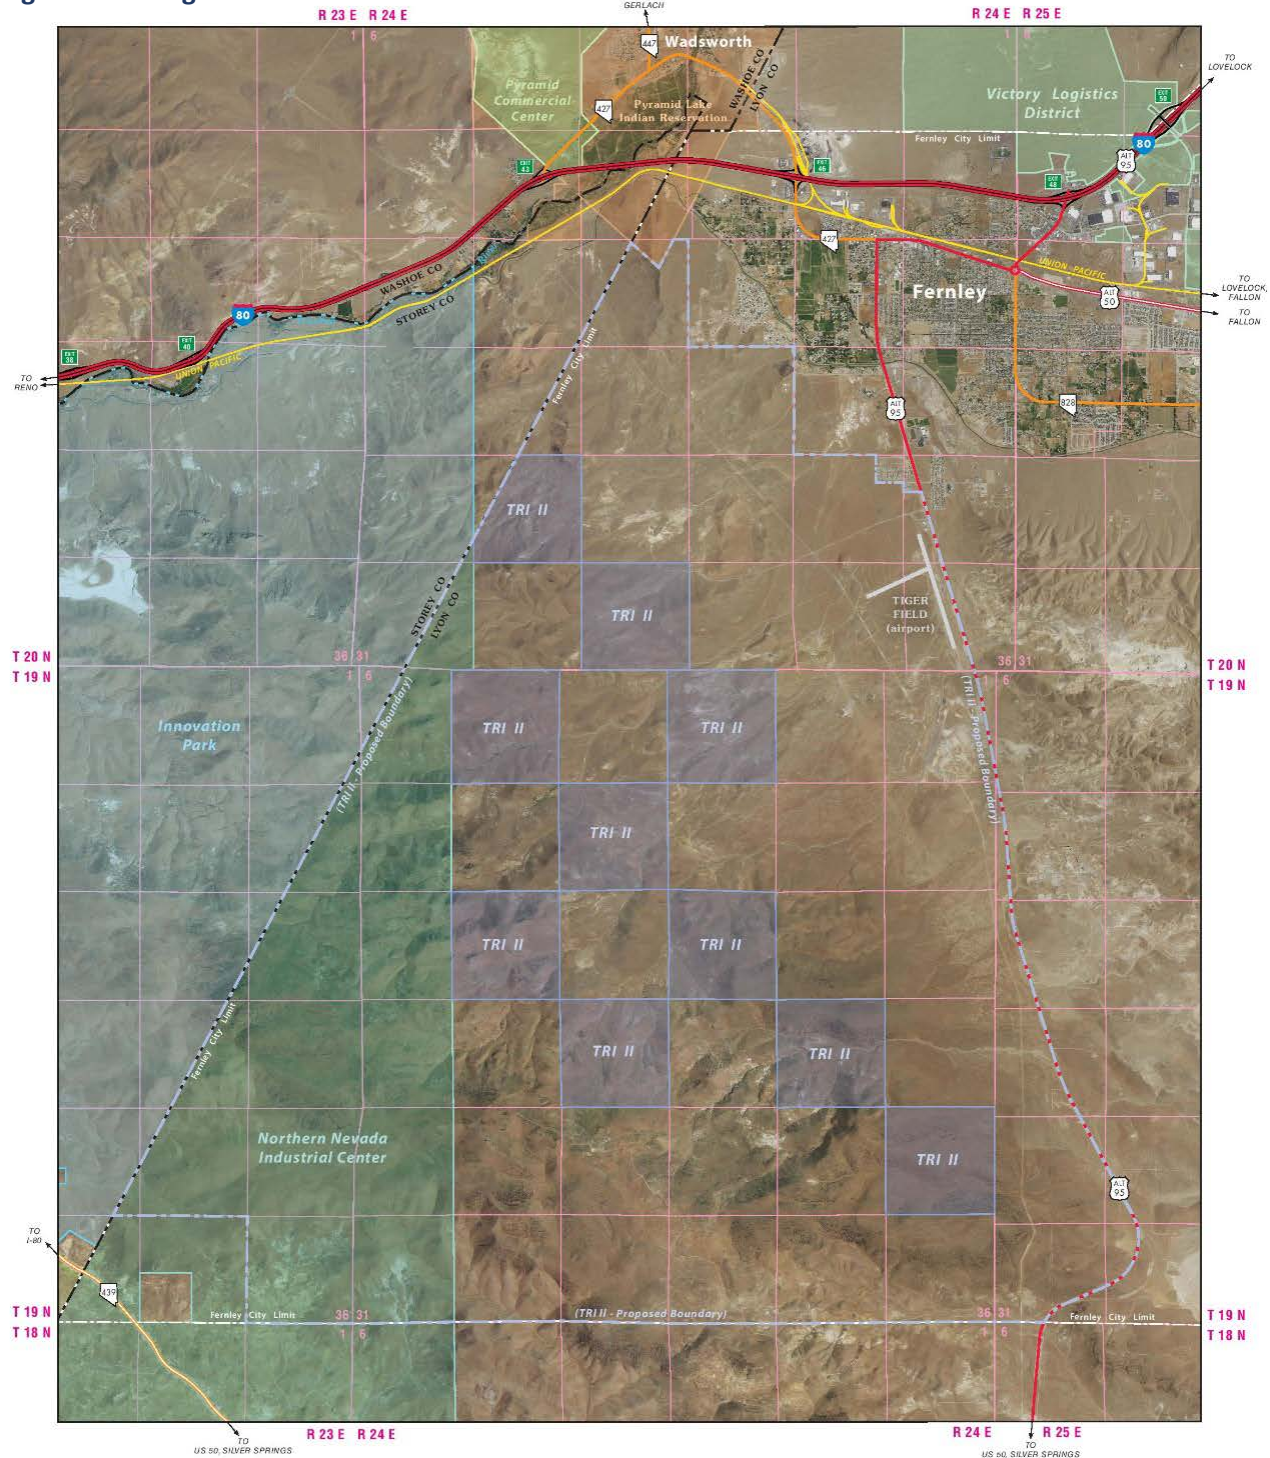 GERLACH
R 23 E R 24 E
R 24 E R 25 E
1 6
1 6
447
Wadsworth
WASHOE CO
LYON CO
TO
LOVELOCK
Pyramid
Commercial
Center
427
Pyramid Lake
Indian Reservation
Victory Logistics
District
EXIT
50
Fernley City Limit
80
ALT
95
EXIT
43
EXIT
46
EXIT
48
427
River
WASHOE CO
STOREY CO
UNION PACIFIC
Fernley
ALT
50
TO
LOVELOCK,
FALLON
TO
FALLON
80
EXIT
40
EXIT
38
UNION PACIFIC
TO
RENO
Fernley City Limit
ALT
95
828
TRI II
STOREY CO
LYON CO
TRI II
TIGER
FIELD
(airport)
T 20 N
T 19 N
36 31
1 6
36 31
1 6
T 20 N
T 19 N
Innovation
Park
(TRI II - Proposed Boundary)
TRI II
TRI II
(TRI II - Proposed Boundary)
TRI II
TRI II
TRI II
Fernley City Limit
TRI II
TRI II
Northern Nevada
Industrial Center
TRI II
ALT
95
TO
I-80
439
T 19 N
T 18 N
Fernley City Limit
36 31
1 6
(TRI II - Proposed Boundary)
36 31
1 6
Fernley City Limit
T 19 N
T 18 N
R 23 E R 24 E
R 24 E R 25 E
TO
US 50, SILVER SPRINGS
TO
US 50, SILVER SPRINGS